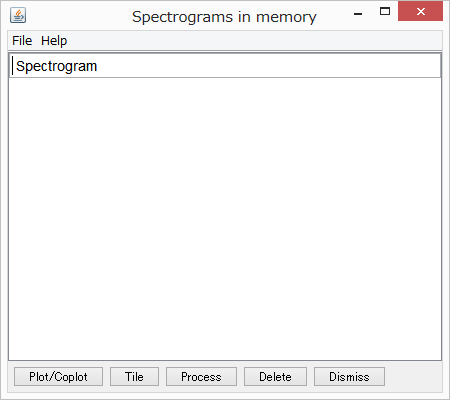 Spectrograms in memory
File Help
Spectrogram
Plot/Coplot Tile Process Delete Dismiss